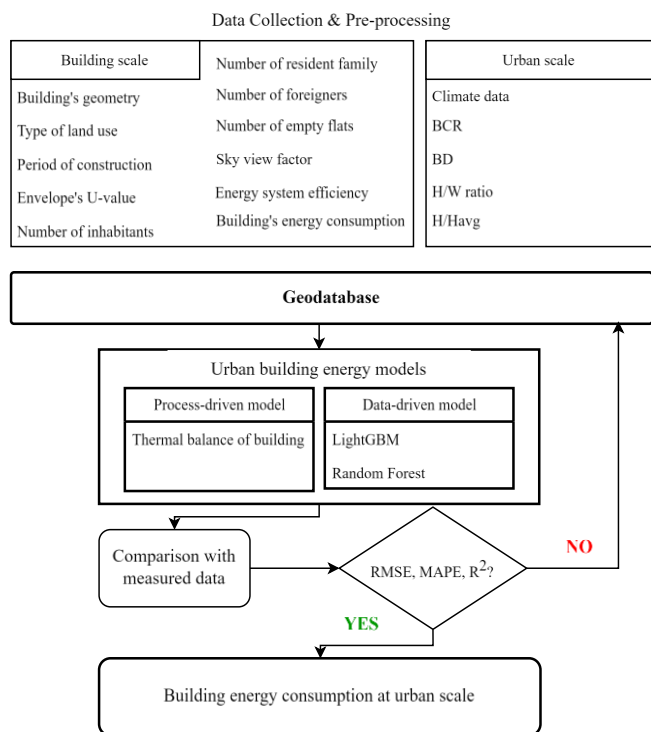 Data Collection & Pre-processing
Building scale
Building's geometry
Type of land use
Period of construction
Envelope's U-value
Number of inhabitants
Number of resident family
Number of foreigners
Number of empty flats
Sky view factor
Energy system efficiency
Building's energy consumption
Urban scale
Climate data
BCR
BD
H/W ratio
H/Havg
Geodatabase
Urban building energy models
Process-driven model
Thermal balance of building
Data-driven model
LightGBM
Random Forest
Comparison with
measured data
RMSE, MAPE, R²?
NO
YES
Building energy consumption at urban scale